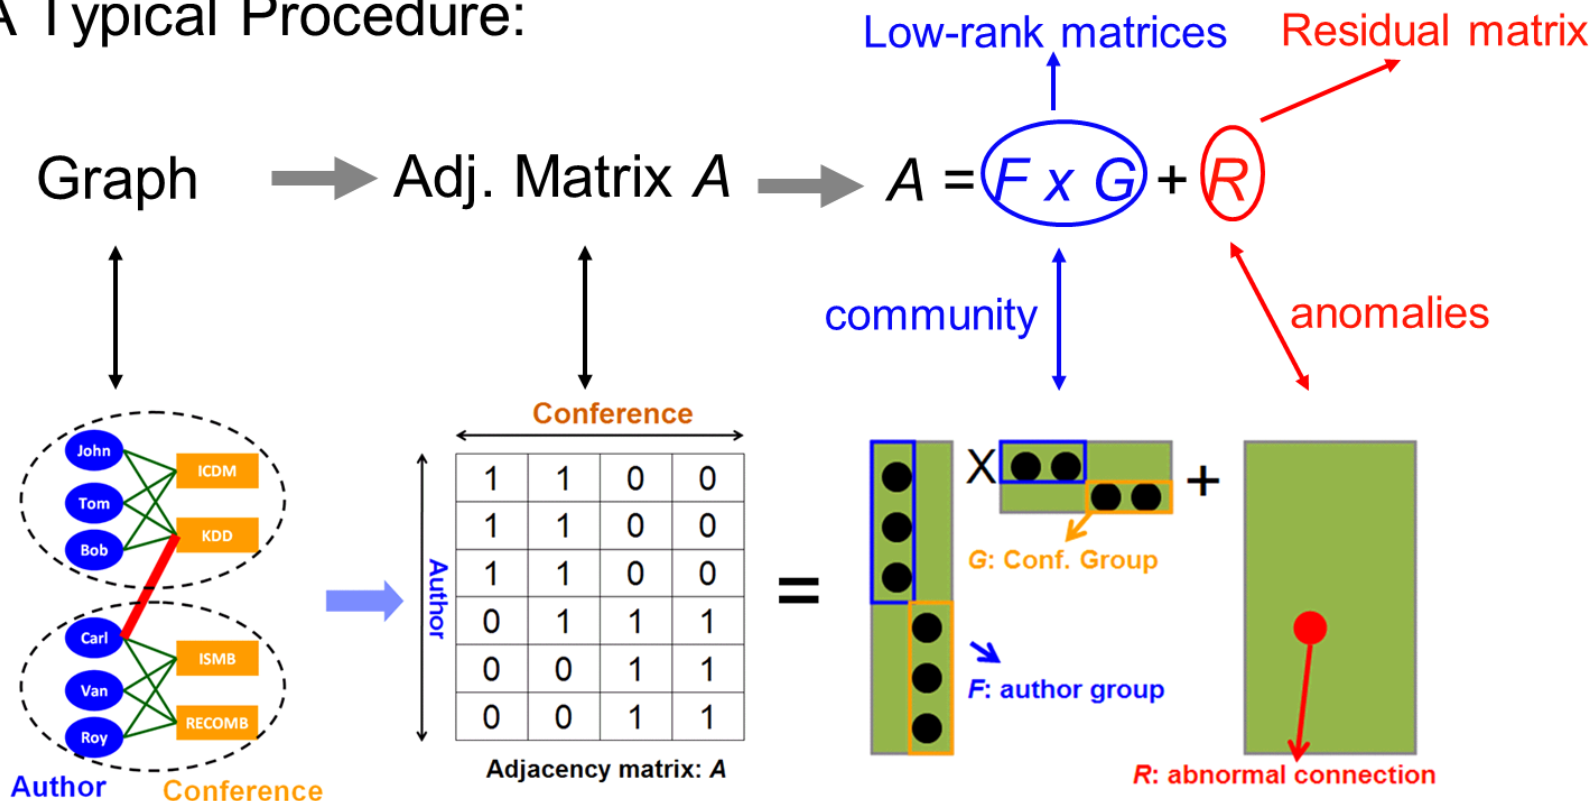 A Typical Procedure:
Low-rank matrices
Residual matrix
Graph
Adj. Matrix A
A = F x G + R
community
anomalies
John
Tom
Bob
Carl
Van
Roy
ICDM
KDD
ISMB
RECOMB
Author
Conference
Conference
Author
1 1 0 0
1 1 0 0
1 1 0 0
0 1 1 1
0 0 1 1
0 0 1 1
Adjacency matrix: A
=
X
+
G: Conf. Group
F: author group
R: abnormal connection